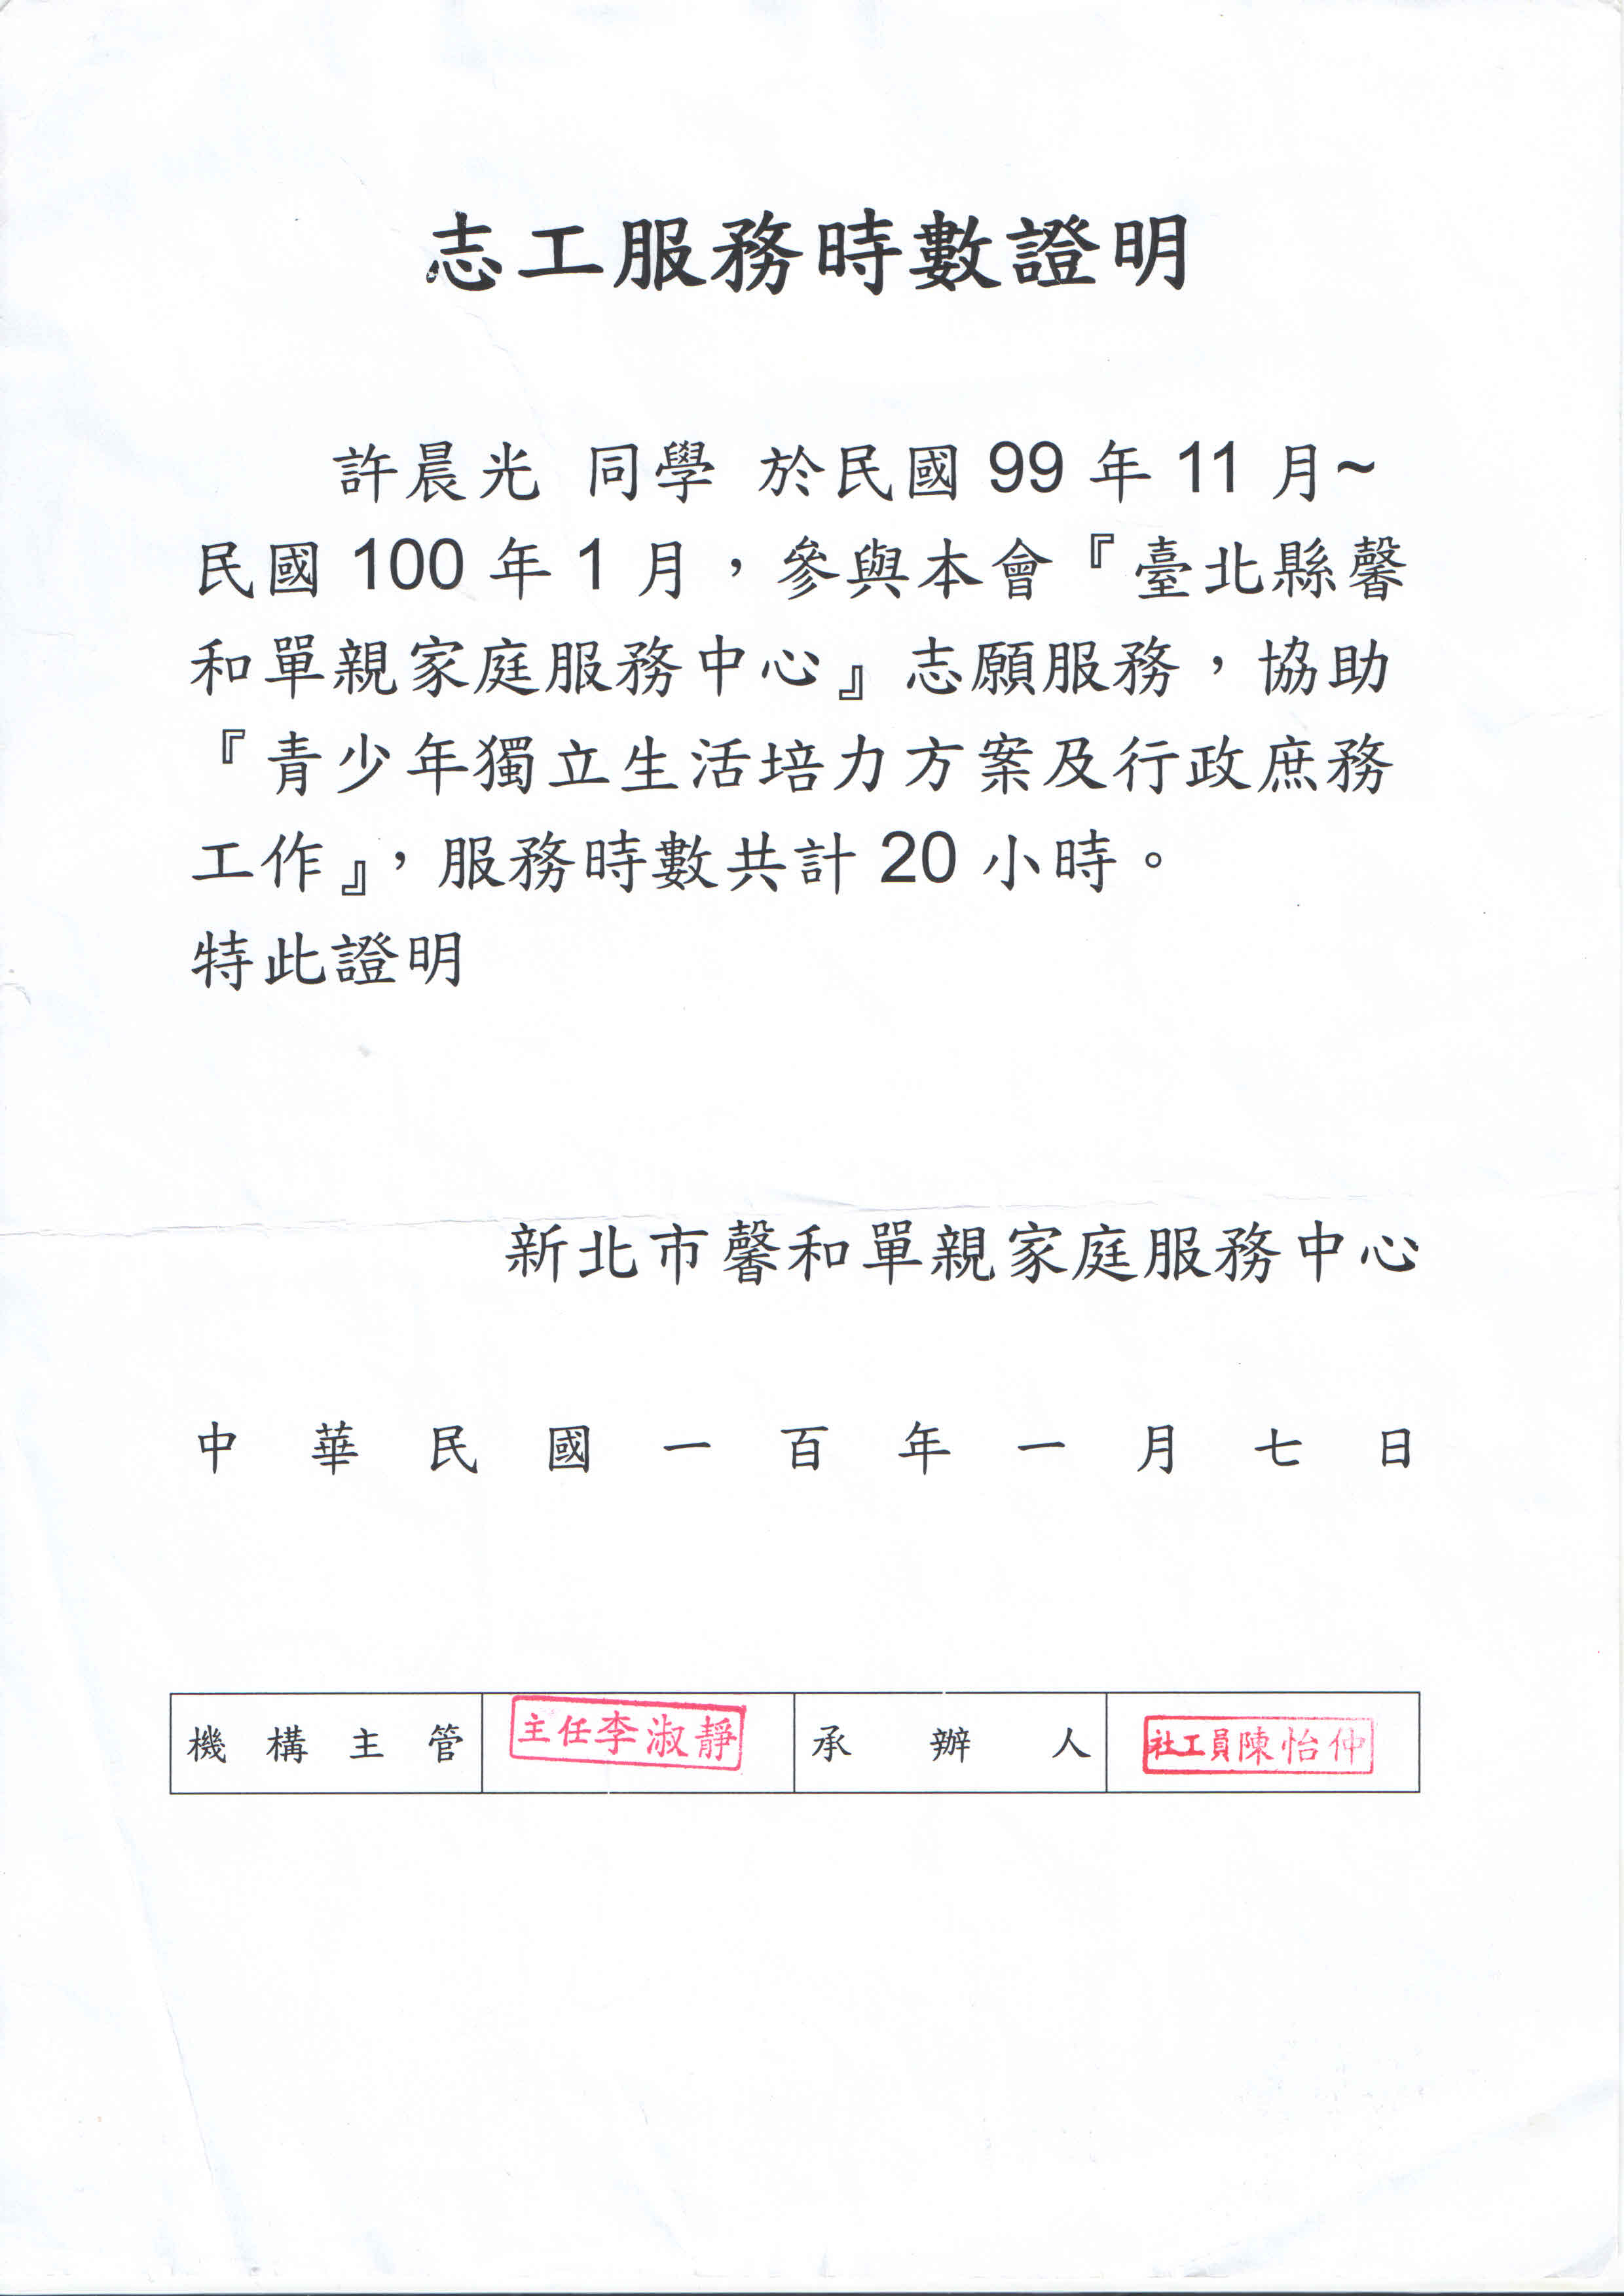 志工服務時數證明
許晨光 同學 於民國 99 年 11 月~
民國 100 年 1 月，參與本會『臺北縣馨
和單親家庭服務中心』志願服務，協助
『青少年獨立生活培力方案及行政庶務
工作』，服務時數共計 20 小時。
特此證明
新北市馨和單親家庭服務中心
中華民國一百年一月七日
機構主管 主任李淑靜 承辦人 社工員陳怡仲